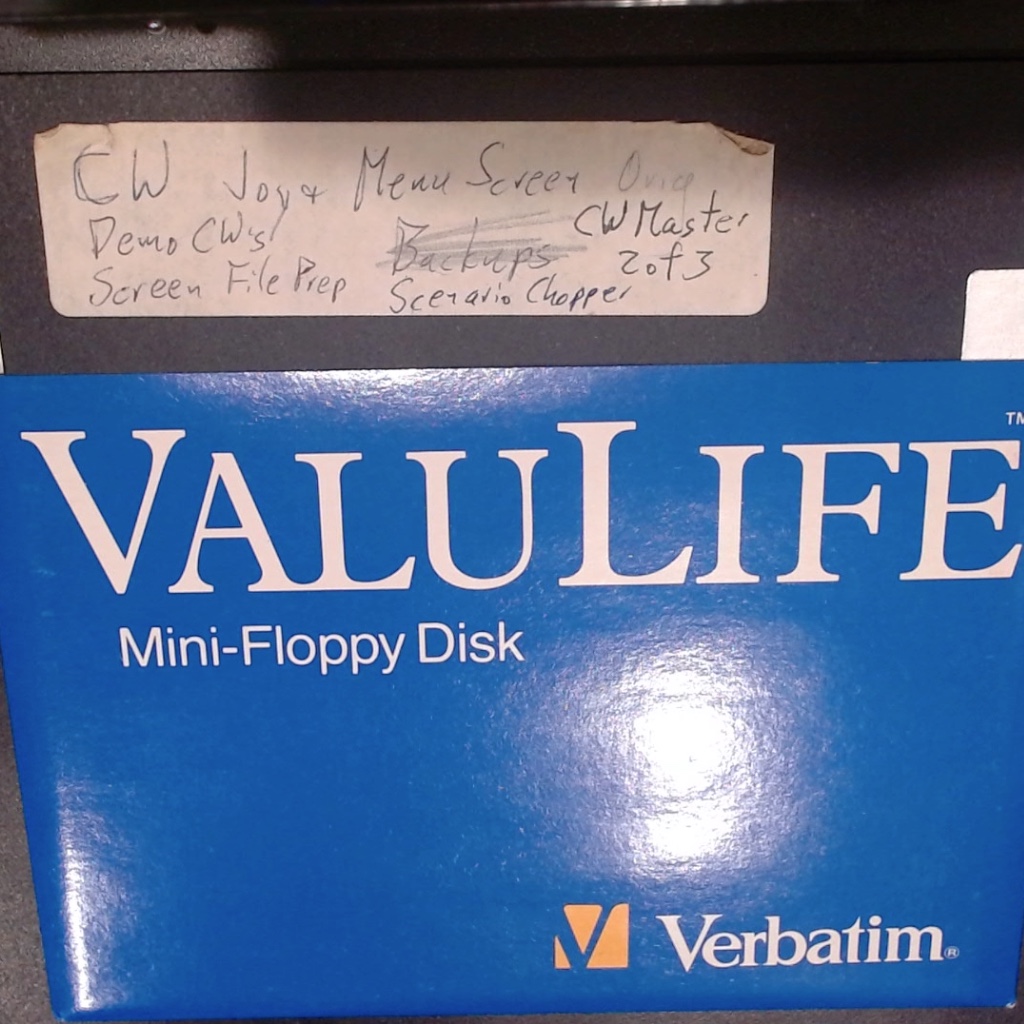 CW Joy & Menu Screen
Demo CW's Backups CW Master
Screen File Prep Scenario Chopper 2 of 3
VALULIFE™
Mini-Floppy Disk
Verbatim®